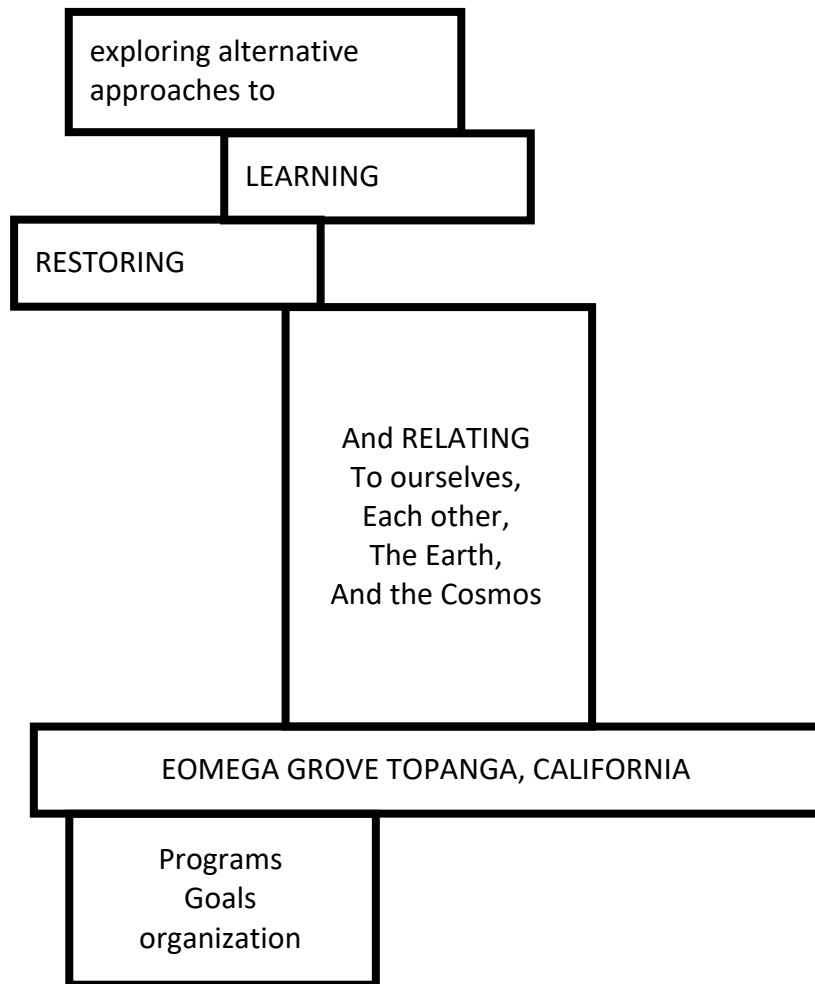 exploring alternative
approaches to
LEARNING
RESTORING
And RELATING
To ourselves,
Each other,
The Earth,
And the Cosmos
EOMEGA GROVE TOPANGA, CALIFORNIA
Programs
Goals
organization